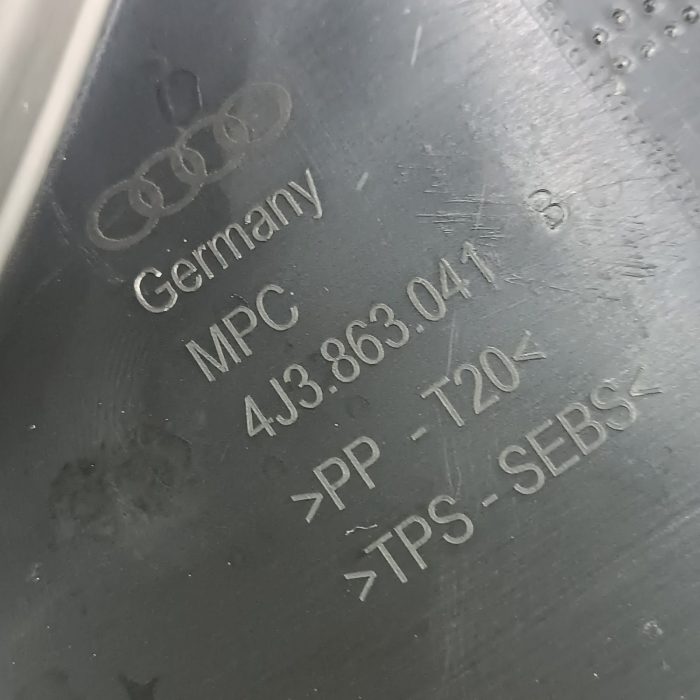 Germany
MPC
4J3.863.041 B
>PP -T20<
>TPS-SEBS<